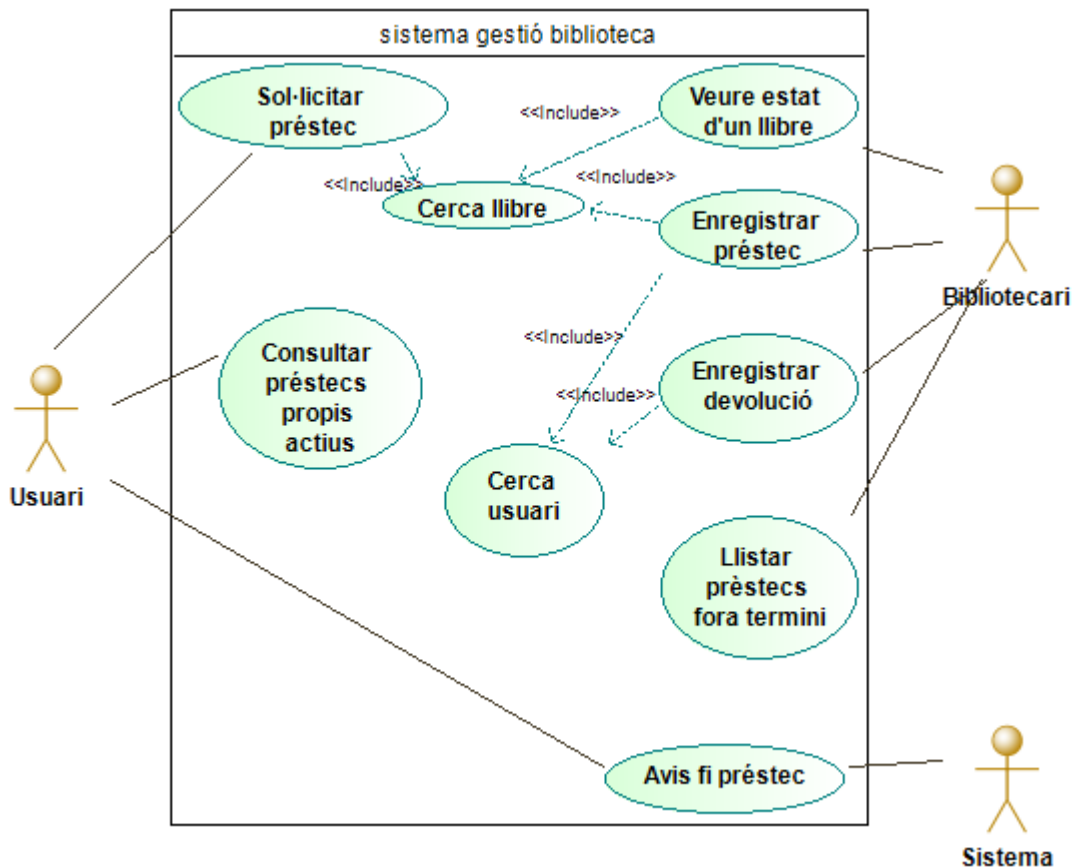 sistema gestió biblioteca
Sol·licitar
préstec
<<Include>>
Veure estat
d'un llibre
<<Include>>
<<Include>>
Cerca llibre
Enregistrar
préstec
Bibliotecari
<<Include>>
Consultar
préstecs
propis
actius
<<Include>>
Enregistrar
devolució
Usuari
Cerca
usuari
Llistar
prèstecs
fora termini
Avis fi préstec
Sistema